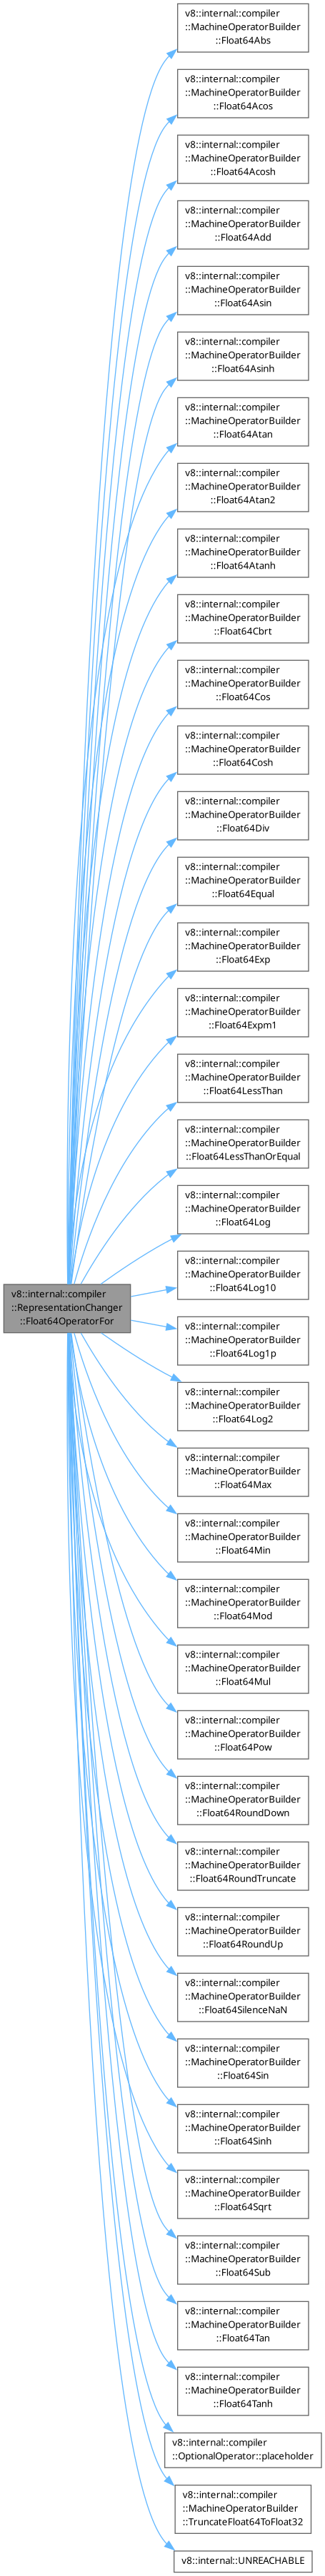 v8::internal::compiler
::MachineOperatorBuilder
::Float64Abs
v8::internal::compiler
::MachineOperatorBuilder
::Float64Acos
v8::internal::compiler
::MachineOperatorBuilder
::Float64Acosh
v8::internal::compiler
::MachineOperatorBuilder
::Float64Add
v8::internal::compiler
::MachineOperatorBuilder
::Float64Asin
v8::internal::compiler
::MachineOperatorBuilder
::Float64Asinh
v8::internal::compiler
::MachineOperatorBuilder
::Float64Atan
v8::internal::compiler
::MachineOperatorBuilder
::Float64Atan2
v8::internal::compiler
::MachineOperatorBuilder
::Float64Atanh
v8::internal::compiler
::MachineOperatorBuilder
::Float64Cbrt
v8::internal::compiler
::MachineOperatorBuilder
::Float64Cos
v8::internal::compiler
::MachineOperatorBuilder
::Float64Cosh
v8::internal::compiler
::MachineOperatorBuilder
::Float64Div
v8::internal::compiler
::MachineOperatorBuilder
::Float64Equal
v8::internal::compiler
::MachineOperatorBuilder
::Float64Exp
v8::internal::compiler
::MachineOperatorBuilder
::Float64Expm1
v8::internal::compiler
::MachineOperatorBuilder
::Float64LessThan
v8::internal::compiler
::MachineOperatorBuilder
::Float64LessThanOrEqual
v8::internal::compiler
::MachineOperatorBuilder
::Float64Log
v8::internal::compiler
::RepresentationChanger
::Float64OperatorFor
v8::internal::compiler
::MachineOperatorBuilder
::Float64Log10
v8::internal::compiler
::MachineOperatorBuilder
::Float64Log1p
v8::internal::compiler
::MachineOperatorBuilder
::Float64Log2
v8::internal::compiler
::MachineOperatorBuilder
::Float64Max
v8::internal::compiler
::MachineOperatorBuilder
::Float64Min
v8::internal::compiler
::MachineOperatorBuilder
::Float64Mod
v8::internal::compiler
::MachineOperatorBuilder
::Float64Mul
v8::internal::compiler
::MachineOperatorBuilder
::Float64Pow
v8::internal::compiler
::MachineOperatorBuilder
::Float64RoundDown
v8::internal::compiler
::MachineOperatorBuilder
::Float64RoundTruncate
v8::internal::compiler
::MachineOperatorBuilder
::Float64RoundUp
v8::internal::compiler
::MachineOperatorBuilder
::Float64SilenceNaN
v8::internal::compiler
::MachineOperatorBuilder
::Float64Sin
v8::internal::compiler
::MachineOperatorBuilder
::Float64Sinh
v8::internal::compiler
::MachineOperatorBuilder
::Float64Sqrt
v8::internal::compiler
::MachineOperatorBuilder
::Float64Sub
v8::internal::compiler
::MachineOperatorBuilder
::Float64Tan
v8::internal::compiler
::MachineOperatorBuilder
::Float64Tanh
v8::internal::compiler
::OptionalOperator::placeholder
v8::internal::compiler
::MachineOperatorBuilder
::TruncateFloat64ToFloat32
v8::internal::UNREACHABLE